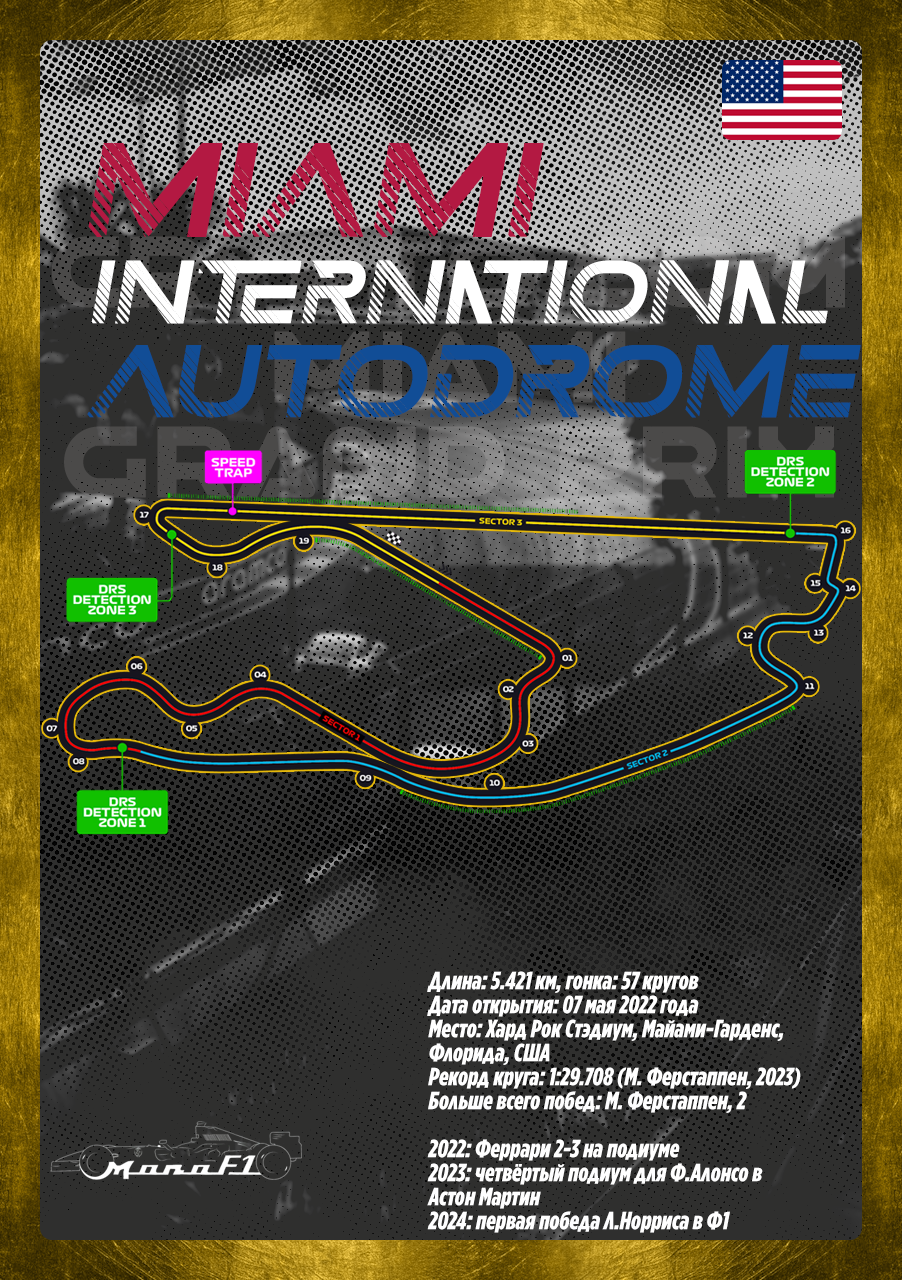 MIAMI
INTERNATIONAL
AUTODROME
MIAMI
GRAND PRIX
SPEED
TRAP
DRS
DETECTION
ZONE 2
17
SECTOR 3
16
19
18
15
14
DRS
DETECTION
ZONE 3
aramco
13
12
01
06
04
02
11
07
05
SECTOR 1
03
08
SECTOR 2
09
10
DRS
DETECTION
ZONE 1
Длина: 5.421 км, гонка: 57 кругов
Дата открытия: 07 мая 2022 года
Место: Хард Рок Стэдиум, Майами-Гарденс,
Флорида, США
Рекорд круга: 1:29.708 (М. Ферстаппен, 2023)
Больше всего побед: М. Ферстаппен, 2
2022: Феррари 2-3 на подиуме
2023: четвёртый подиум для Ф.Алонсо в
Астон Мартин
2024: первая победа Л.Норриса в Ф1
МапаF1